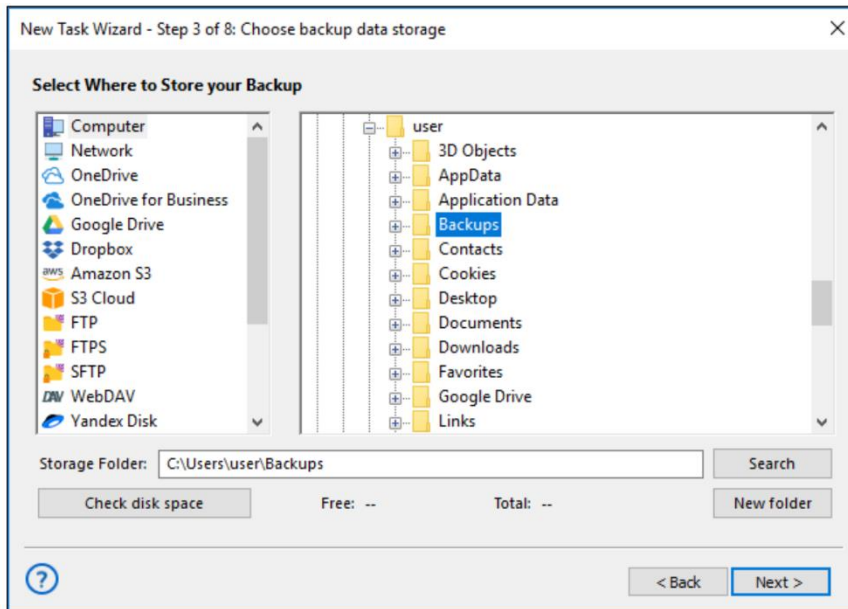 New Task Wizard - Step 3 of 8: Choose backup data storage
Select Where to Store your Backup
Computer
Network
OneDrive
OneDrive for Business
Google Drive
Dropbox
aws Amazon S3
S3 Cloud
FTP
FTPS
SFTP
DAV WebDAV
Yandex Disk
user
3D Objects
AppData
Application Data
Backups
Contacts
Cookies
Desktop
Documents
Downloads
Favorites
Google Drive
Links
Storage Folder: C:\Users\user\Backups Search
Check disk space Free: -- Total: -- New folder
? < Back Next >